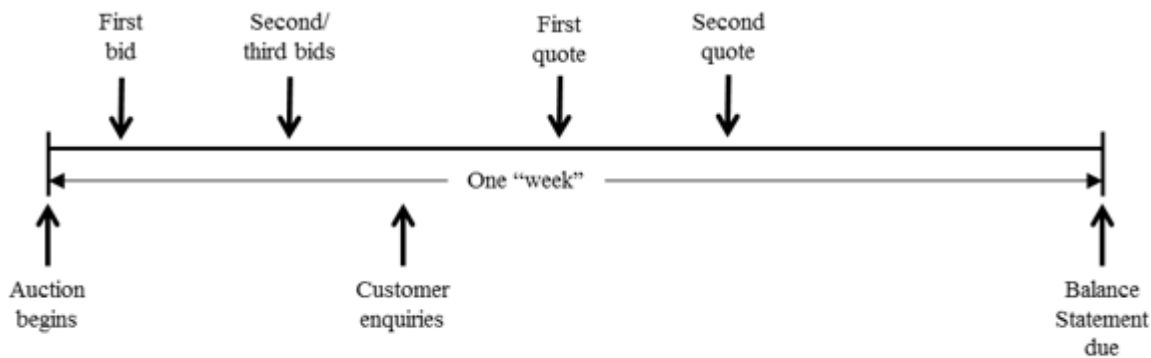 First
bid
Second/
third bids
First
quote
Second
quote
One “week”
Auction
begins
Customer
enquiries
Balance
Statement
due